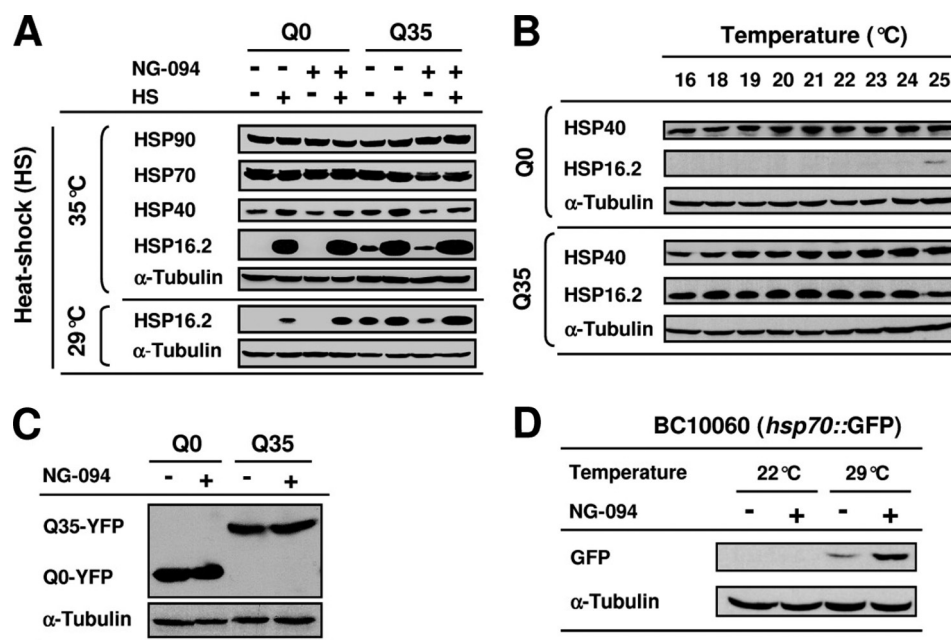 A
Q0 Q35
NG-094 - - + + - - + +
HS - + - + - + - +
Heat-shock (HS)
35°C
HSP90
HSP70
HSP40
HSP16.2
α-Tubulin
29°C
HSP16.2
α-Tubulin
B
Temperature (°C)
16 18 19 20 21 22 23 24 25
Q0
HSP40
HSP16.2
α-Tubulin
Q35
HSP40
HSP16.2
α-Tubulin
C
Q0 Q35
NG-094 - + - +
Q35-YFP
Q0-YFP
α-Tubulin
D
BC10060 (hsp70::GFP)
Temperature 22°C 29°C
NG-094 - + - +
GFP
α-Tubulin